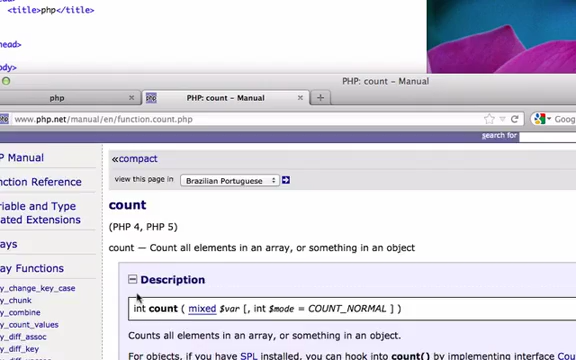 <title>php</title>
ead>
ody>
PHP: count – Manual
php
PHP: count – Manual
www.php.net/manual/en/function.count.php
Goog
search for
P Manual
nction Reference
riable and Type
ated Extensions
ays
ay Functions
y_change_key_case
y_chunk
y_combine
y_count_values
y_diff_assoc
y_diff_key
«compact
view this page in
Brazilian Portuguese
count
(PHP 4, PHP 5)
count — Count all elements in an array, or something in an object
Description
int count ( mixed $var [, int $mode = COUNT_NORMAL ] )
Counts all elements in an array, or something in an object.
For objects, if you have SPL installed, you can hook into count() by implementing interface Cou